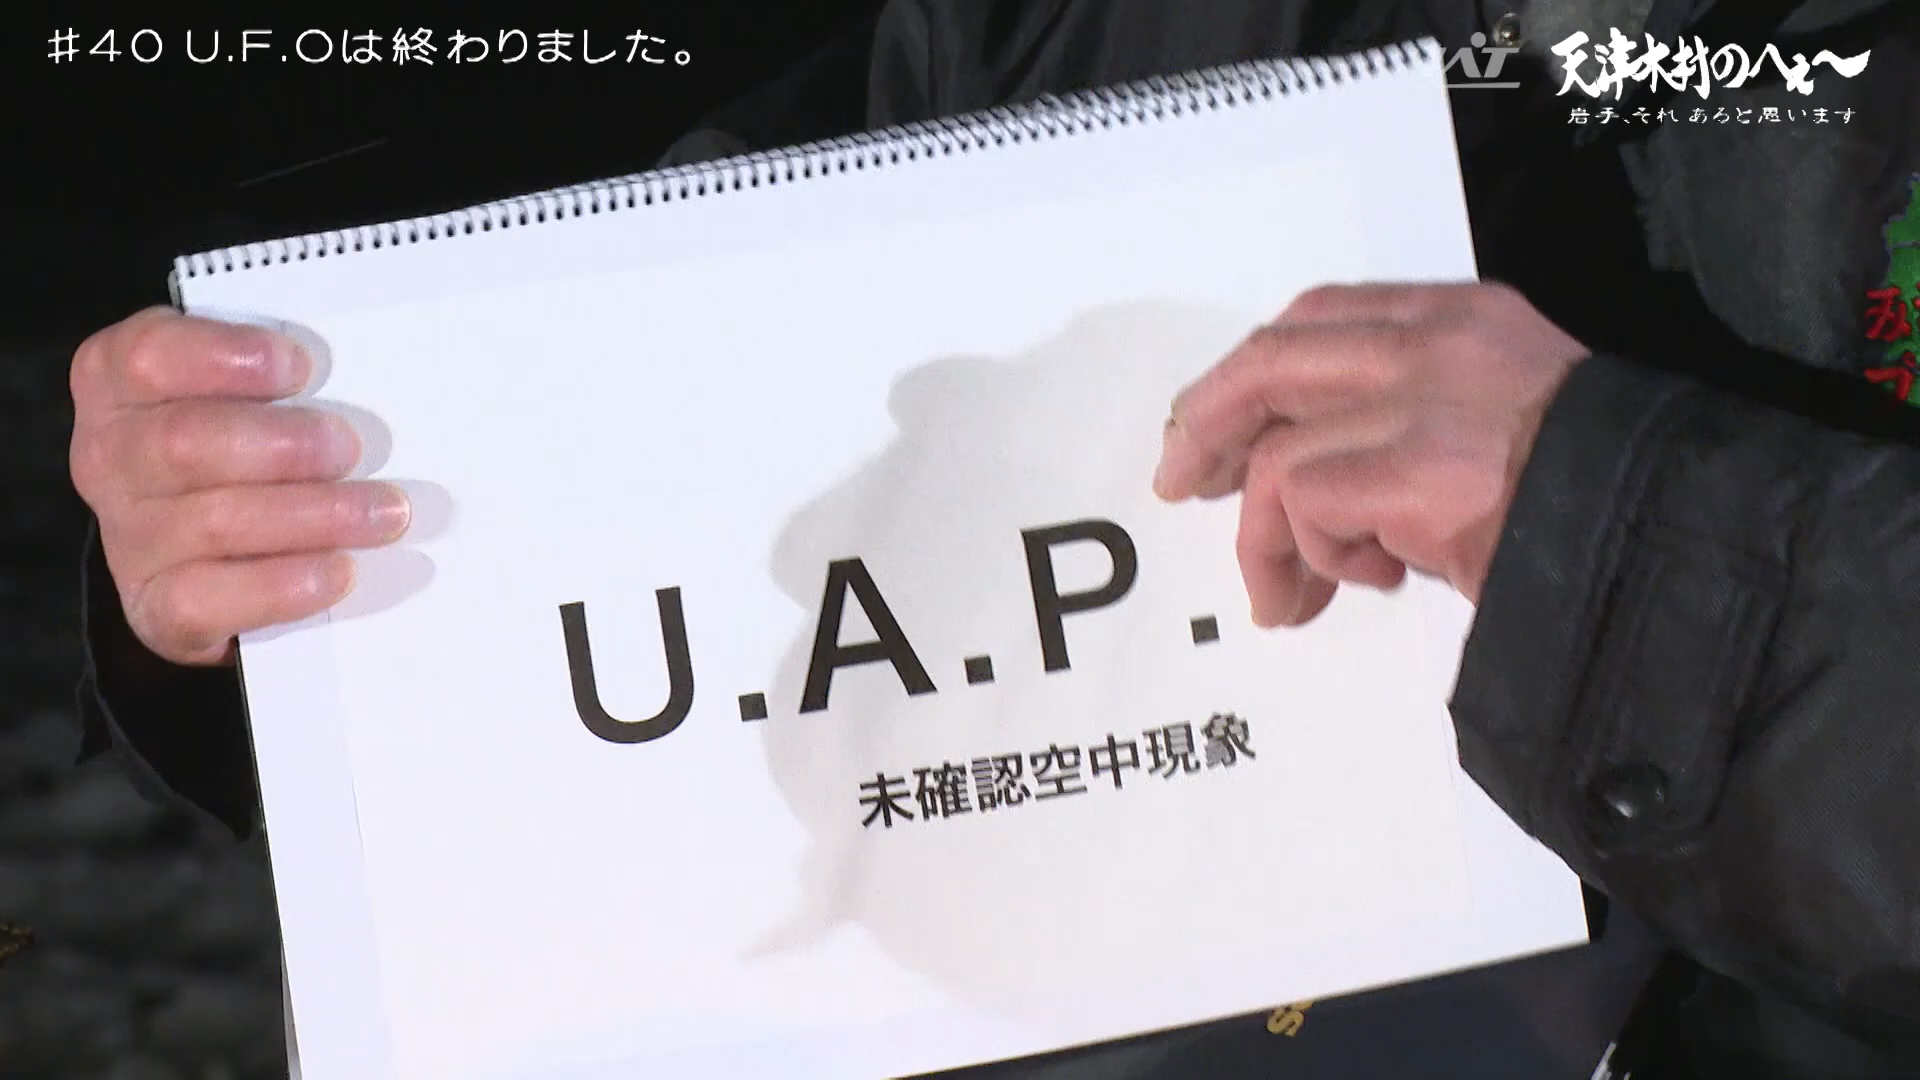 ♯40 U.F.Oは終わりました。
天津木村のへぇ〜
岩手、それ あると思います
U.A.P.
未確認空中現象